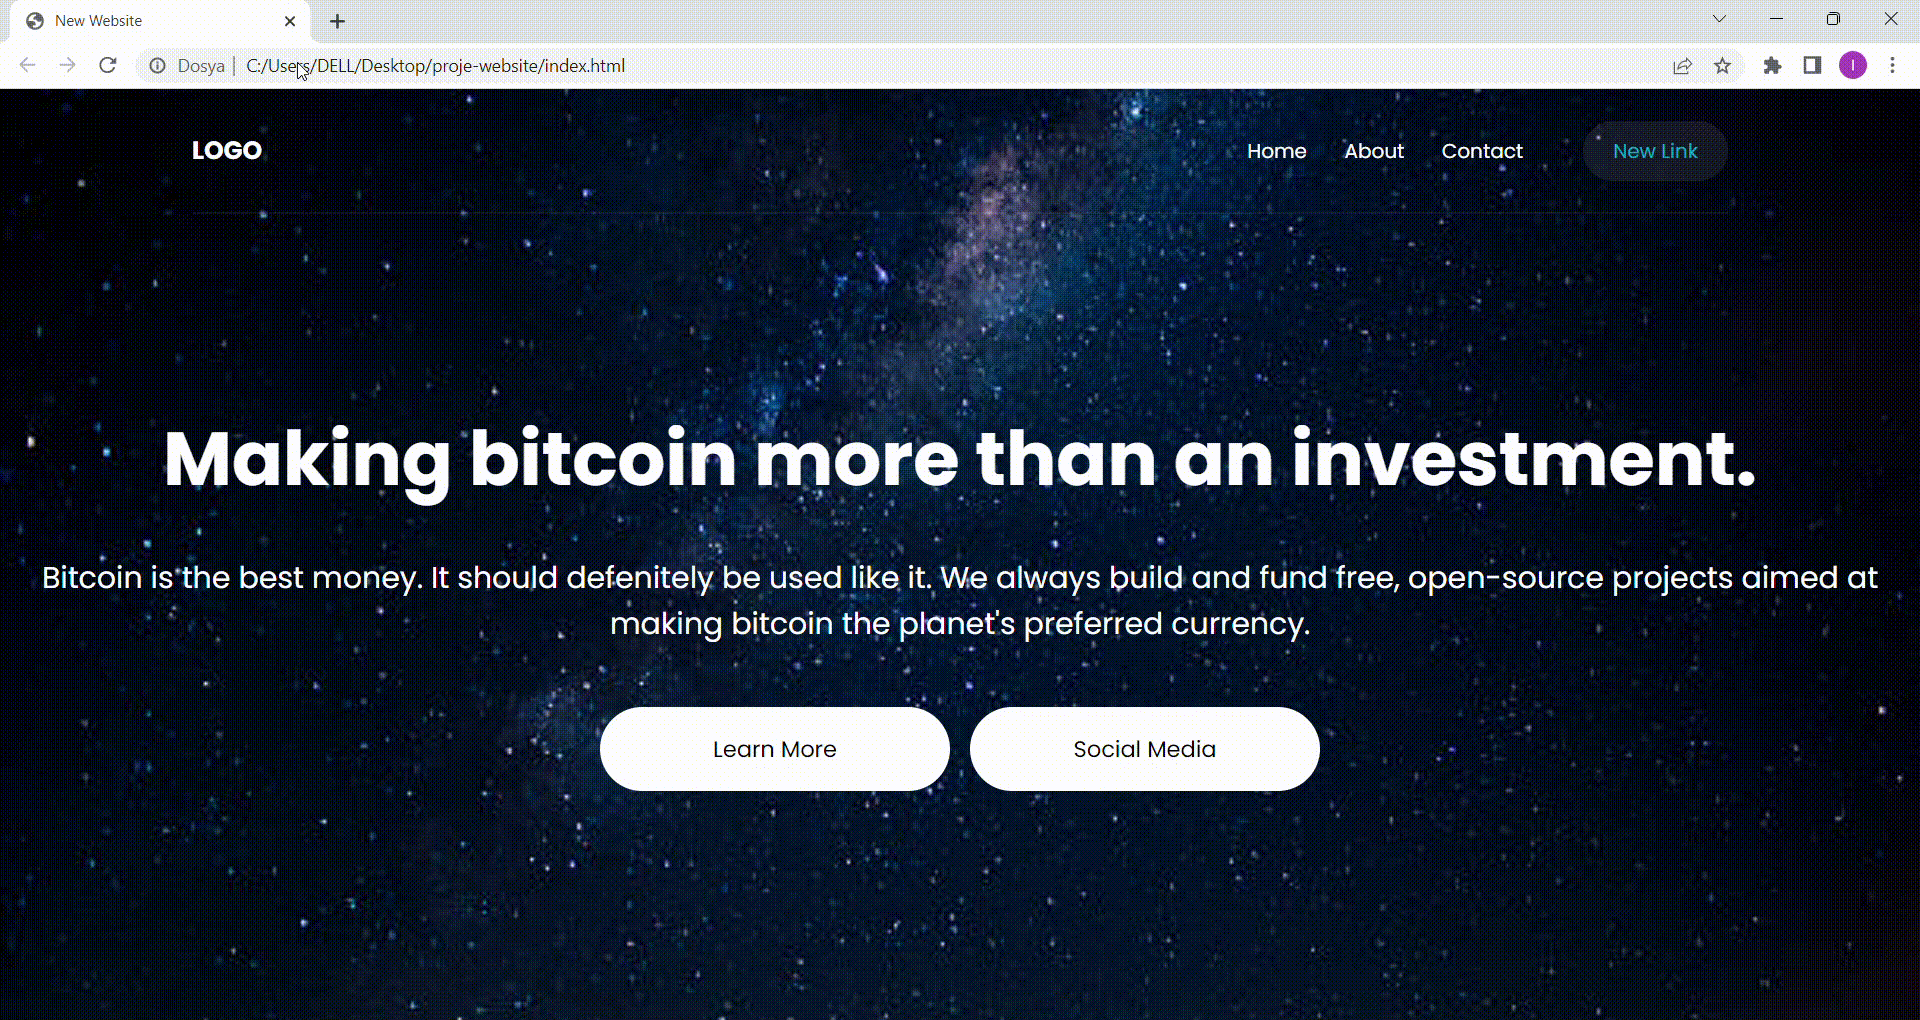 New Website
Dosya | C:/Users/DELL/Desktop/proje-website/index.html
I
LOGO
Home About Contact New Link
Making bitcoin more than an investment.
Bitcoin is the best money. It should defenitely be used like it. We always build and fund free, open-source projects aimed at
making bitcoin the planet's preferred currency.
Learn More Social Media